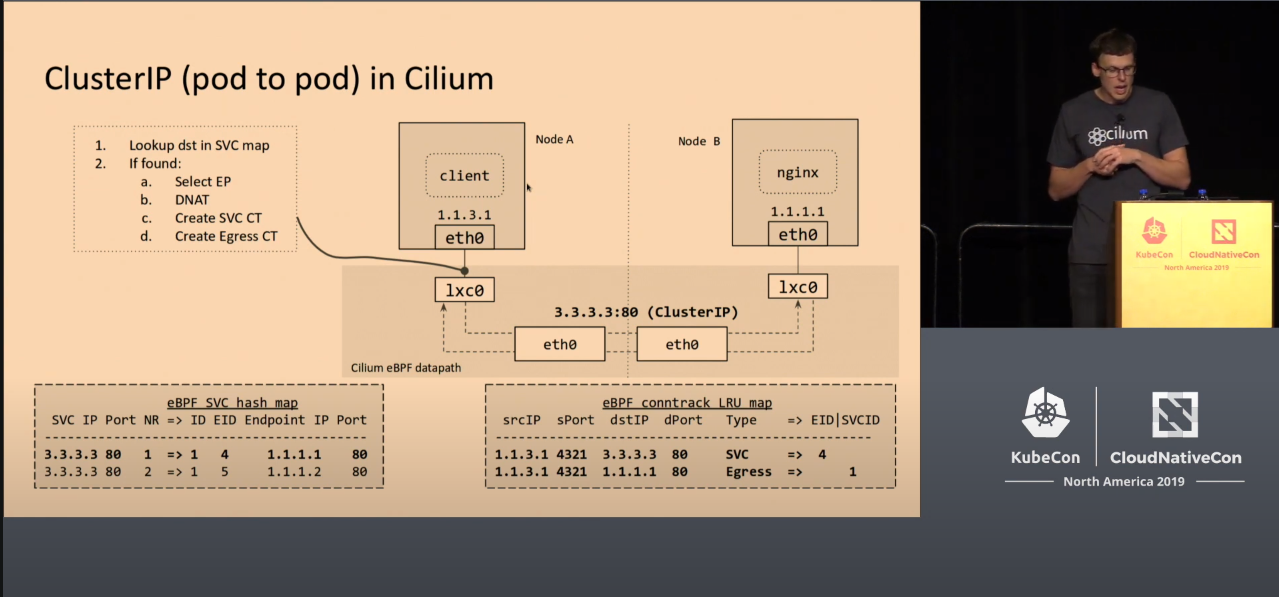 ClusterIP (pod to pod) in Cilium
1. Lookup dst in SVC map
2. If found:
a. Select EP
b. DNAT
c. Create SVC CT
d. Create Egress CT
Node A
client
1.1.3.1
eth0
lxc0
Node B
nginx
1.1.1.1
eth0
lxc0
3.3.3.3:80 (ClusterIP)
eth0
eth0
Cilium eBPF datapath
eBPF SVC hash map
SVC IP Port NR => ID EID Endpoint IP Port
3.3.3.3 80 1 => 1 4 1.1.1.1 80
3.3.3.3 80 2 => 1 5 1.1.1.2 80
eBPF conntrack LRU map
srcIP sPort dstIP dPort Type => EID|SVCID
1.1.3.1 4321 3.3.3.3 80 SVC => 4
1.1.3.1 4321 1.1.1.1 80 Egress => 1
cilium
KubeCon CloudNativeCon
North America 2019
KubeCon CloudNativeCon
North America 2019